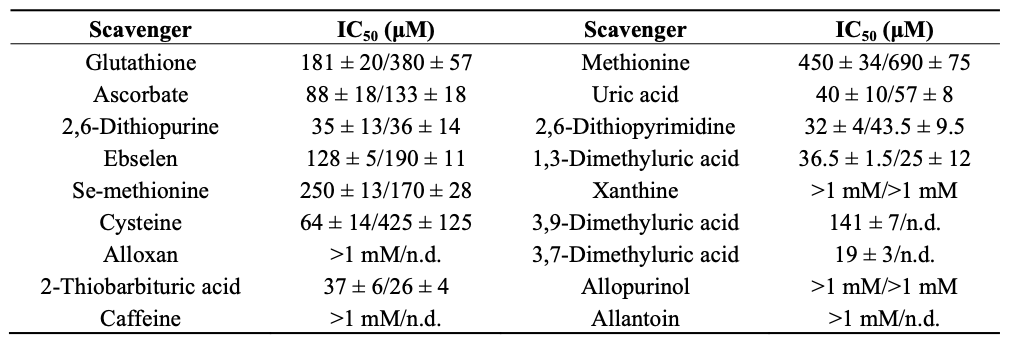 Scavenger IC50 (μM) Scavenger IC50 (μM)
Glutathione 181 ± 20/380 ± 57 Methionine 450 ± 34/690 ± 75
Ascorbate 88 ± 18/133 ± 18 Uric acid 40 ± 10/57 ± 8
2,6-Dithiopurine 35 ± 13/36 ± 14 2,6-Dithiopyrimidine 32 ± 4/43.5 ± 9.5
Ebselen 128 ± 5/190 ± 11 1,3-Dimethyluric acid 36.5 ± 1.5/25 ± 12
Se-methionine 250 ± 13/170 ± 28 Xanthine >1 mM/>1 mM
Cysteine 64 ± 14/425 ± 125 3,9-Dimethyluric acid 141 ± 7/n.d.
Alloxan >1 mM/n.d. 3,7-Dimethyluric acid 19 ± 3/n.d.
2-Thiobarbituric acid 37 ± 6/26 ± 4 Allopurinol >1 mM/>1 mM
Caffeine >1 mM/n.d. Allantoin >1 mM/n.d.